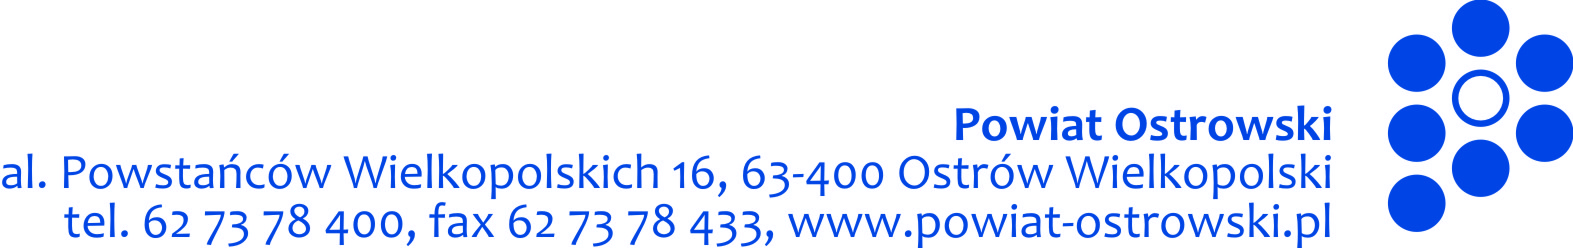 Powiat Ostrowski
al. Powstańców Wielkopolskich 16, 63-400 Ostrów Wielkopolski
tel. 62 73 78 400, fax 62 73 78 433, www.powiat-ostrowski.pl